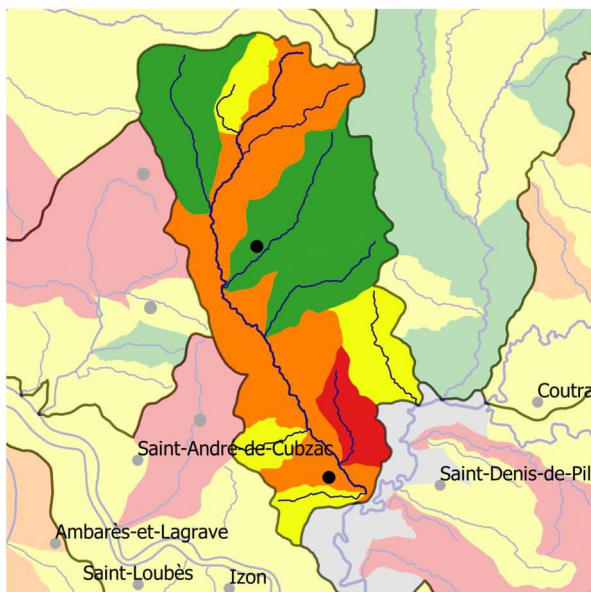 Coutra
Saint-André-de-Cubzac
Saint-Denis-de-Pil
Ambarès-et-Lagrave
Saint-Loubès
Izon